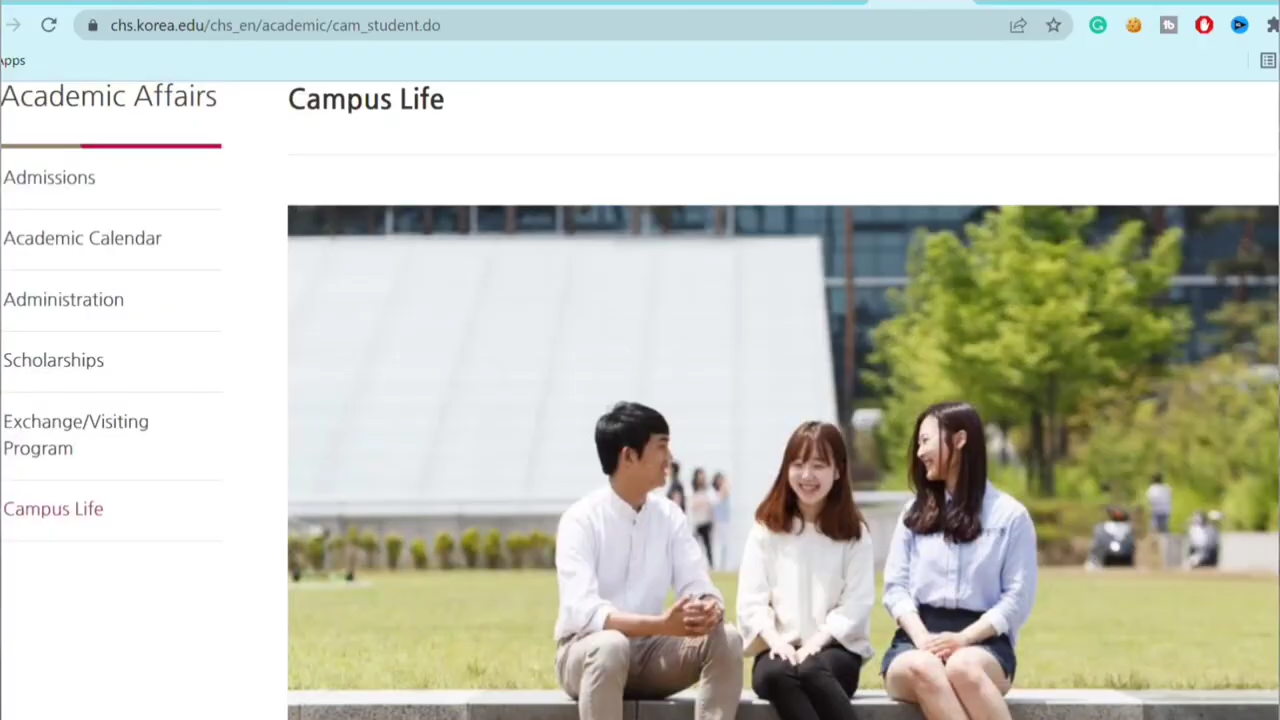 chs.korea.edu/chs_en/academic/cam_student.do
Apps
Academic Affairs
Campus Life
Admissions
Academic Calendar
Administration
Scholarships
Exchange/Visiting
Program
Campus Life